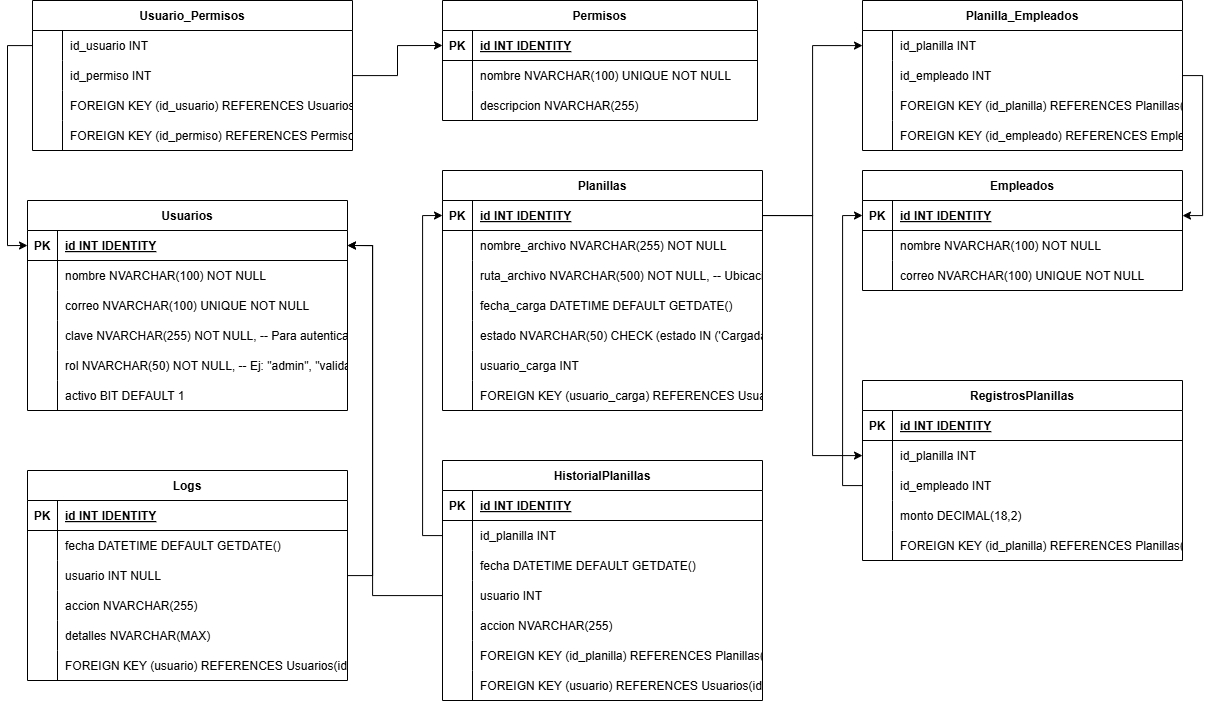 Usuario_Permisos
id_usuario INT
id_permiso INT
FOREIGN KEY (id_usuario) REFERENCES Usuarios
FOREIGN KEY (id_permiso) REFERENCES Permiso
Permisos
PK id INT IDENTITY
nombre NVARCHAR(100) UNIQUE NOT NULL
descripcion NVARCHAR(255)
Planilla_Empleados
id_planilla INT
id_empleado INT
FOREIGN KEY (id_planilla) REFERENCES Planillas(
FOREIGN KEY (id_empleado) REFERENCES Emple
Usuarios
PK id INT IDENTITY
nombre NVARCHAR(100) NOT NULL
correo NVARCHAR(100) UNIQUE NOT NULL
clave NVARCHAR(255) NOT NULL, -- Para autentica
rol NVARCHAR(50) NOT NULL, -- Ej: "admin", "valida
activo BIT DEFAULT 1
Planillas
PK id INT IDENTITY
nombre_archivo NVARCHAR(255) NOT NULL
ruta_archivo NVARCHAR(500) NOT NULL, -- Ubicaci
fecha_carga DATETIME DEFAULT GETDATE()
estado NVARCHAR(50) CHECK (estado IN ('Cargada
usuario_carga INT
FOREIGN KEY (usuario_carga) REFERENCES Usua
Empleados
PK id INT IDENTITY
nombre NVARCHAR(100) NOT NULL
correo NVARCHAR(100) UNIQUE NOT NULL
RegistrosPlanillas
PK id INT IDENTITY
id_planilla INT
id_empleado INT
monto DECIMAL(18,2)
FOREIGN KEY (id_planilla) REFERENCES Planillas(
Logs
PK id INT IDENTITY
fecha DATETIME DEFAULT GETDATE()
usuario INT NULL
accion NVARCHAR(255)
detalles NVARCHAR(MAX)
FOREIGN KEY (usuario) REFERENCES Usuarios(id
HistorialPlanillas
PK id INT IDENTITY
id_planilla INT
fecha DATETIME DEFAULT GETDATE()
usuario INT
accion NVARCHAR(255)
FOREIGN KEY (id_planilla) REFERENCES Planillas(
FOREIGN KEY (usuario) REFERENCES Usuarios(id